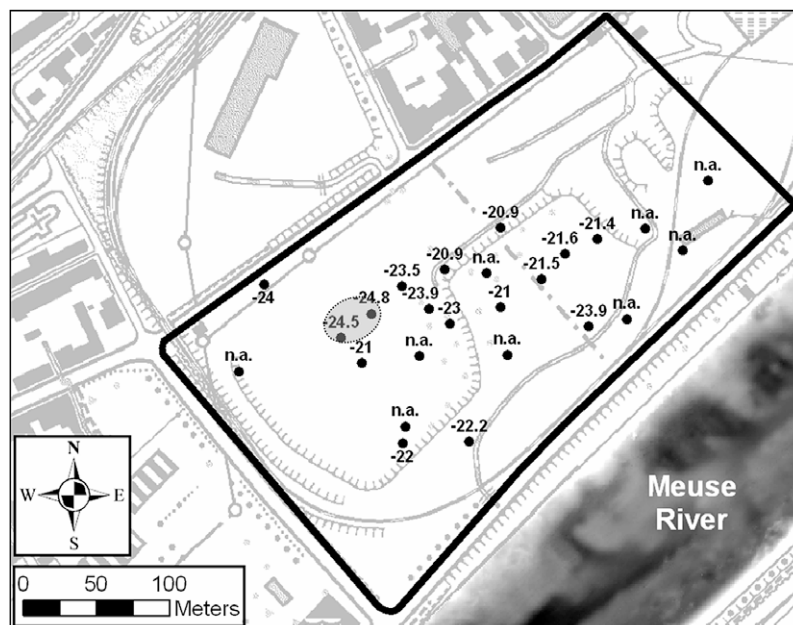 n.a.
-20.9
-21.4
n.a.
-21.6
n.a.
-20.9
n.a.
-21.5
-23.5
-24
-24.8
-23.9
-21
-23
-24.5
-23.9
n.a.
-21
n.a.
n.a.
n.a.
n.a.
-22.2
-22
N
W
E
S
Meuse
River
0 50 100
Meters